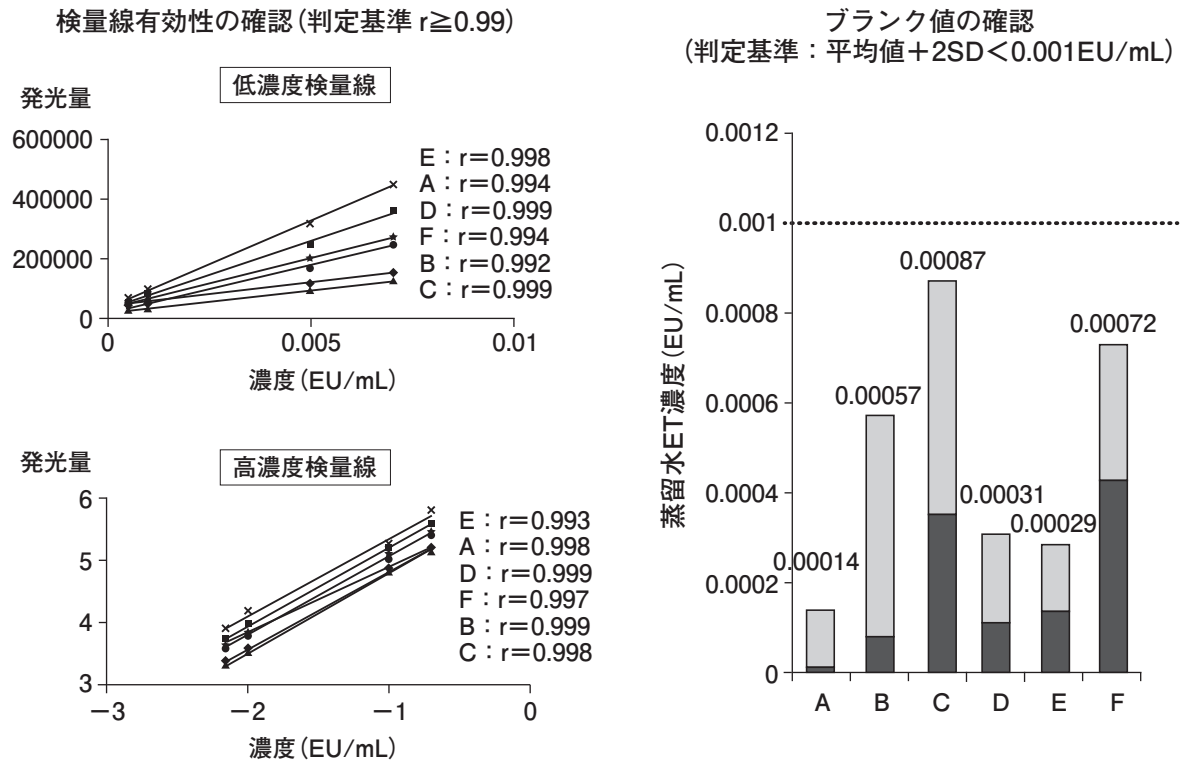 検量線有効性の確認(判定基準 r≧0.99)
低濃度検量線
発光量
600000
400000
200000
0
0
0.005
0.01
濃度(EU/mL)
E:r=0.998
A:r=0.994
D:r=0.999
F:r=0.994
B:r=0.992
C:r=0.999
高濃度検量線
発光量
6
5
4
3
−3
−2
−1
0
濃度(EU/mL)
E:r=0.993
A:r=0.998
D:r=0.999
F:r=0.997
B:r=0.999
C:r=0.998
ブランク値の確認
(判定基準:平均値+2SD<0.001EU/mL)
蒸留水ET濃度(EU/mL)
0.0012
0.001
0.0008
0.0006
0.0004
0.0002
0
0.00014
0.00057
0.00087
0.00031
0.00029
0.00072
A
B
C
D
E
F